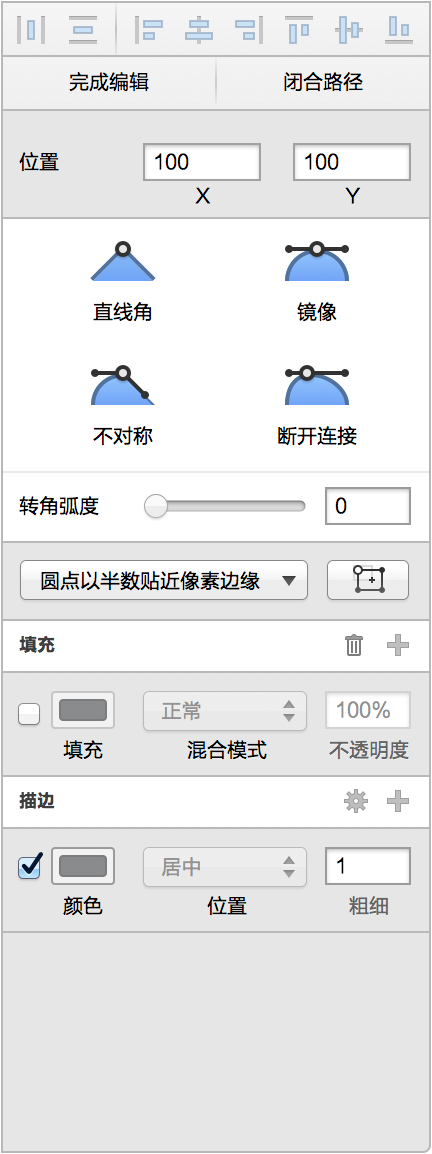 完成编辑 闭合路径
位置 100 100
X Y
直线角 镜像
不对称 断开连接
转角弧度 0
圆点以半数贴近像素边缘
填充
正常 100%
填充 混合模式 不透明度
描边
居中 1
颜色 位置 粗细